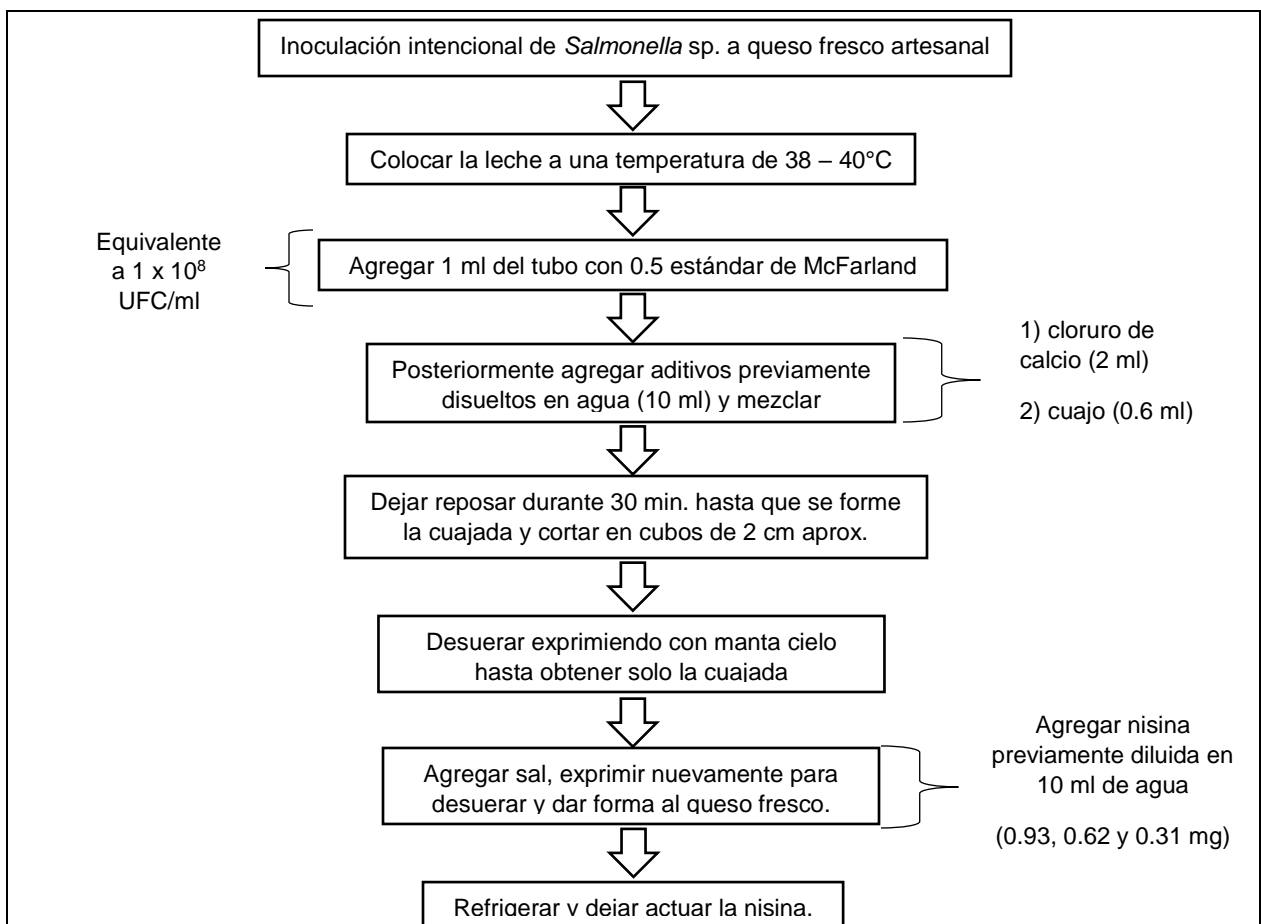 Inoculación intencional de Salmonella sp. a queso fresco artesanal
Colocar la leche a una temperatura de 38 – 40°C
Equivalente
a 1 x 10⁸
UFC/ml
Agregar 1 ml del tubo con 0.5 estándar de McFarland
Posteriormente agregar aditivos previamente
disueltos en agua (10 ml) y mezclar
1) cloruro de
calcio (2 ml)
2) cuajo (0.6 ml)
Dejar reposar durante 30 min. hasta que se forme
la cuajada y cortar en cubos de 2 cm aprox.
Desuerar exprimiendo con manta cielo
hasta obtener solo la cuajada
Agregar sal, exprimir nuevamente para
desuerar y dar forma al queso fresco.
Agregar nisina
previamente diluida en
10 ml de agua
(0.93, 0.62 y 0.31 mg)
Refrigerar y dejar actuar la nisina.